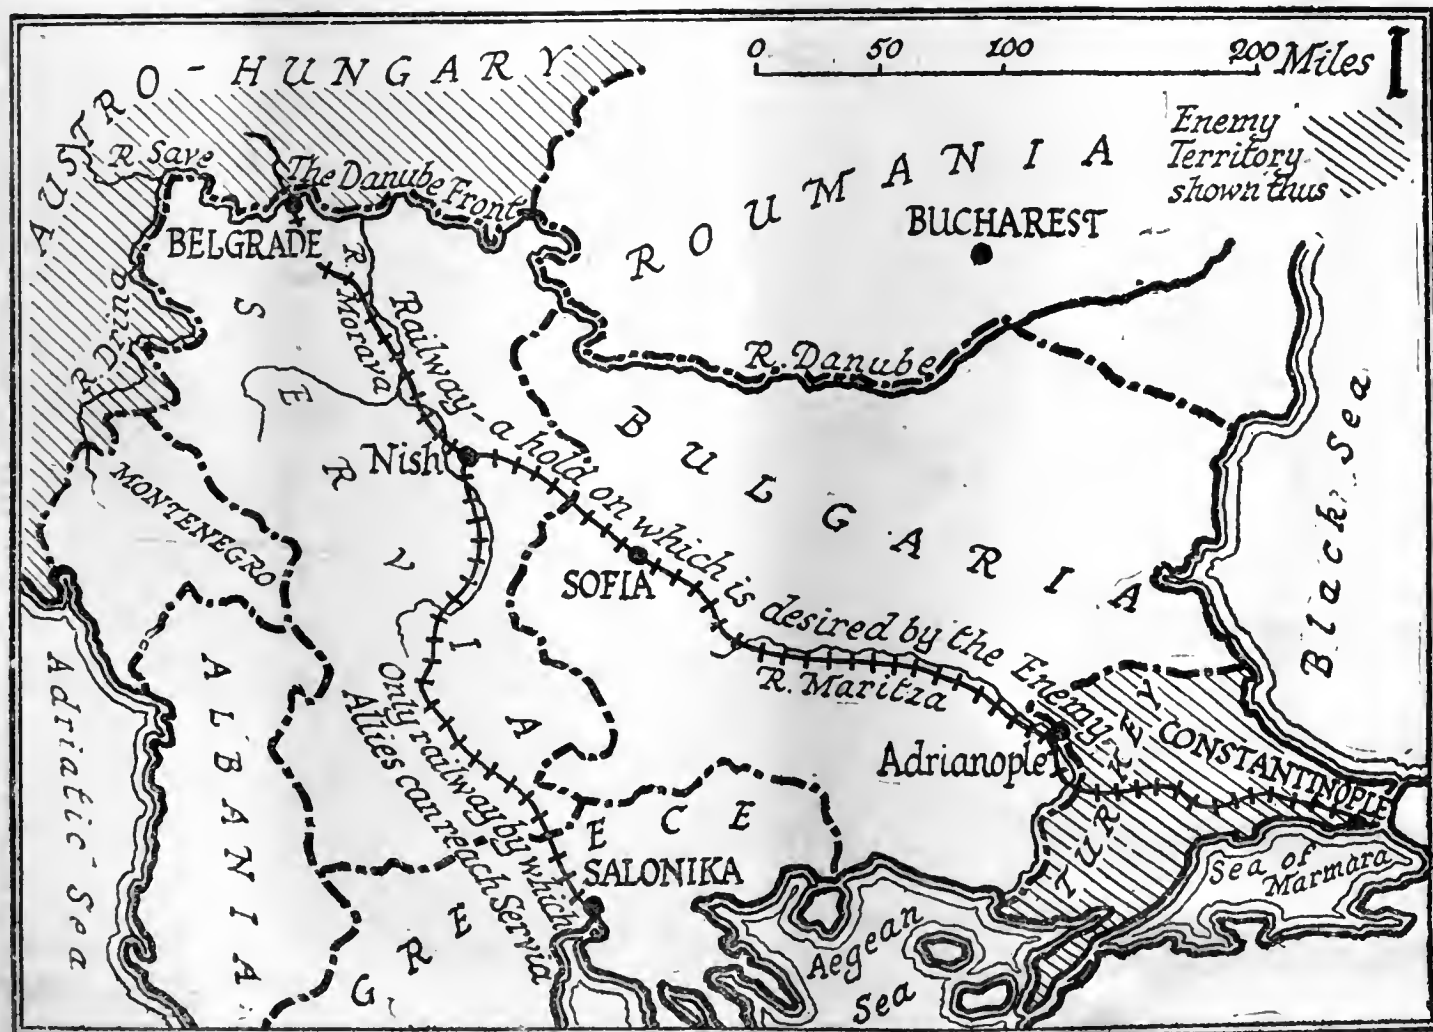 0 50 100 200 Miles
I
Enemy
Territory
shown thus
AUSTRO-HUNGARY
R. Save
The Danube Front
BELGRADE
ROUMANIA
BUCHAREST
R. Drina
R. Morava
SERVIA
R. Danube
Railway - a hold on which is desired by the Enemy
BULGARIA
Nish
MONTENEGRO
SOFIA
Black Sea
R. Maritza
Only railway by which
Allies can reach Servia
ALBANIA
Adriatic Sea
Adrianople
TURKEY
CONSTANTINOPLE
GREECE
SALONIKA
Sea of
Marmara
Aegean
Sea